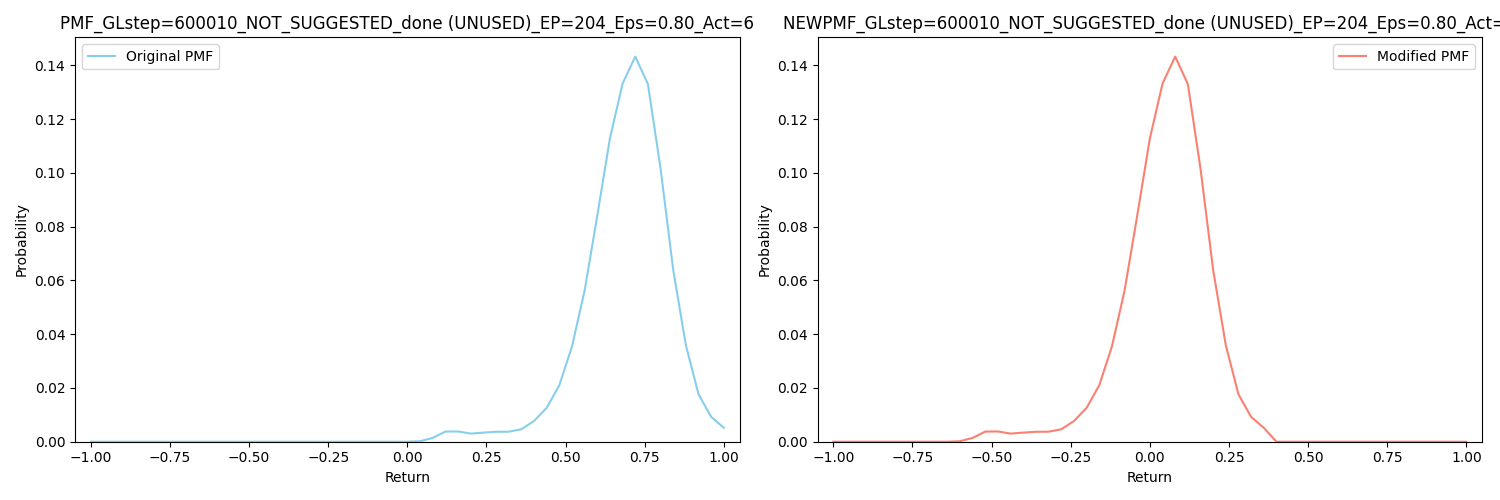 PMF_GLstep=600010_NOT_SUGGESTED_done (UNUSED)_EP=204_Eps=0.80_Act=6
Original PMF
Probability
0.14
0.12
0.10
0.08
0.06
0.04
0.02
0.00
−1.00 −0.75 −0.50 −0.25 0.00 0.25 0.50 0.75 1.00
Return
NEWPMF_GLstep=600010_NOT_SUGGESTED_done (UNUSED)_EP=204_Eps=0.80_Act=
Modified PMF
Probability
0.14
0.12
0.10
0.08
0.06
0.04
0.02
0.00
−1.00 −0.75 −0.50 −0.25 0.00 0.25 0.50 0.75 1.00
Return